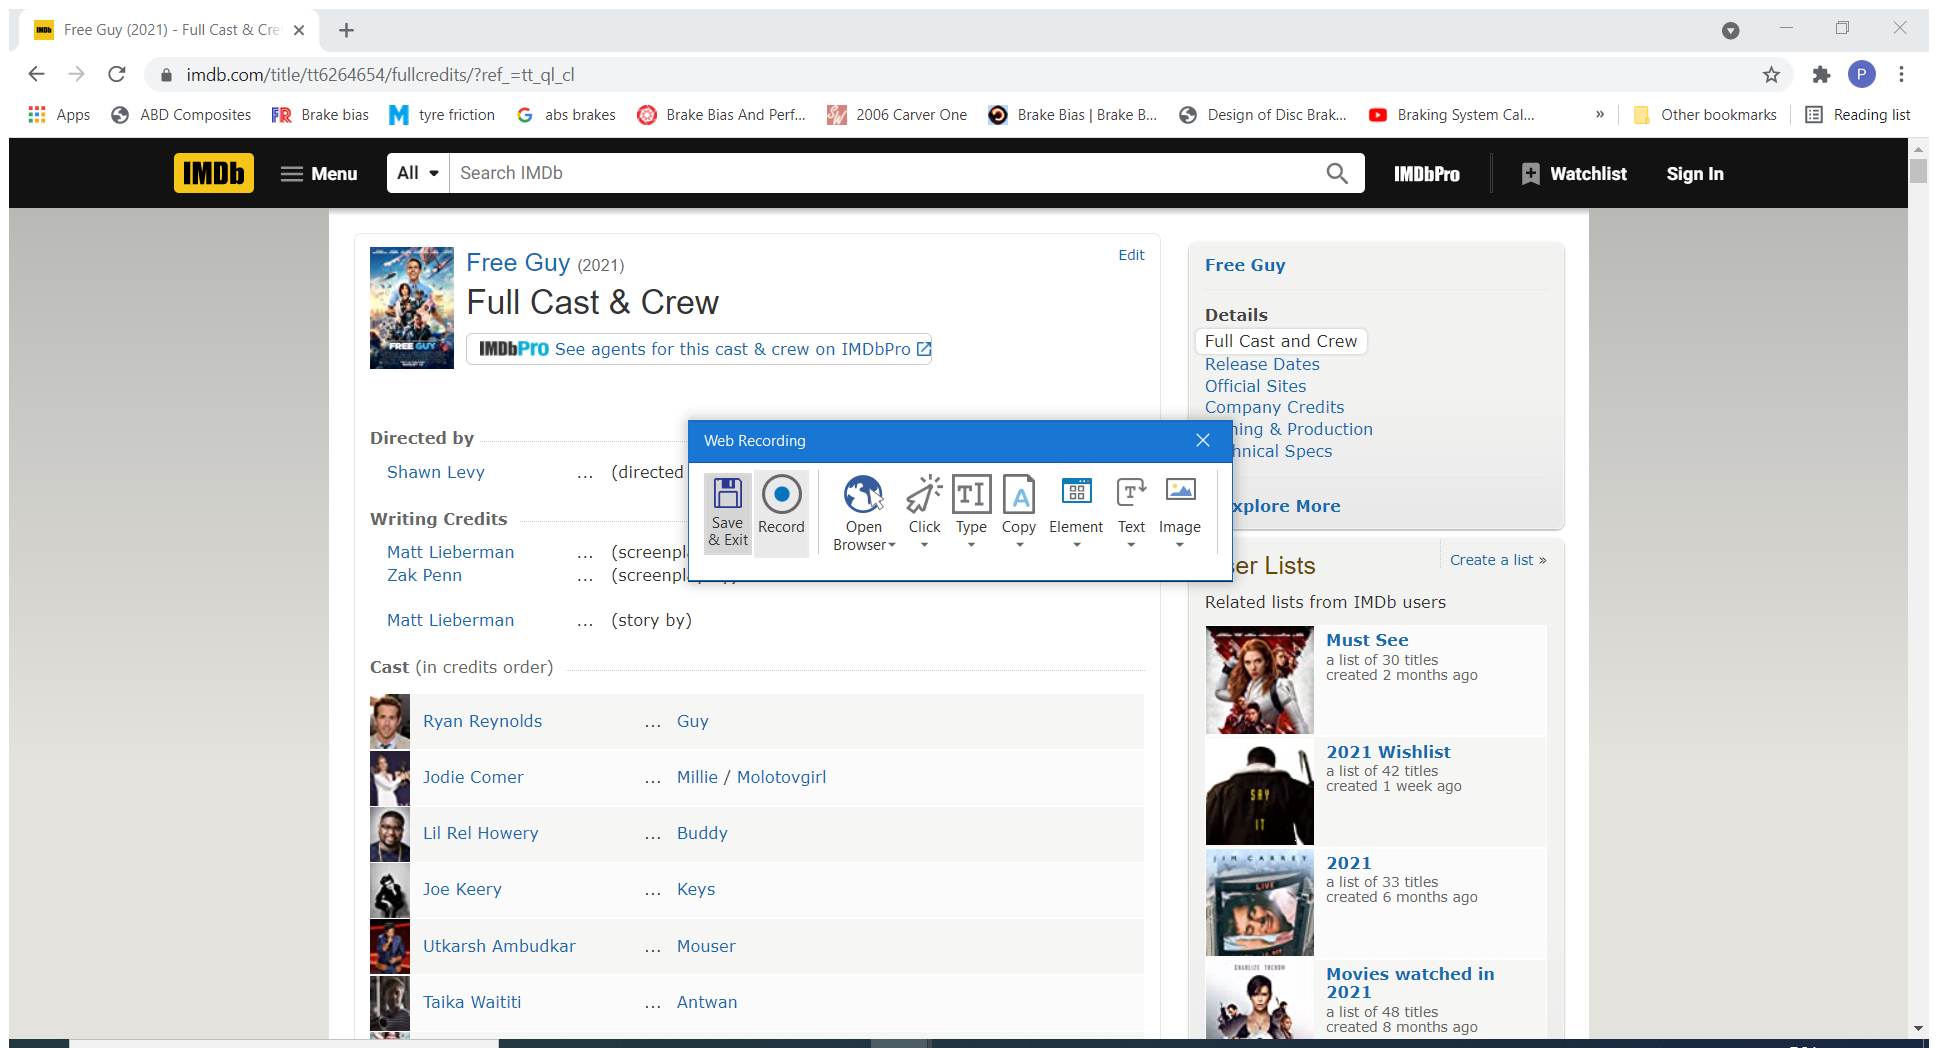 Free Guy (2021) - Full Cast & Cre
imdb.com/title/tt6264654/fullcredits/?ref_=tt_ql_cl
P
Apps
ABD Composites
Brake bias
tyre friction
abs brakes
Brake Bias And Perf...
2006 Carver One
Brake Bias | Brake B...
Design of Disc Brak...
Braking System Cal...
»
Other bookmarks
Reading list
IMDb
Menu
All
Search IMDb
IMDbPro
Watchlist
Sign In
Free Guy (2021)
Edit
Full Cast & Crew
IMDbPro See agents for this cast & crew on IMDbPro
FREE GUY
Directed by
Shawn Levy ... (directed
Writing Credits
Matt Lieberman ...
Zak Penn ...
Matt Lieberman ... (story by)
Cast (in credits order)
Ryan Reynolds ... Guy
Jodie Comer ... Millie / Molotovgirl
Lil Rel Howery ... Buddy
Joe Keery ... Keys
Utkarsh Ambudkar ... Mouser
Taika Waititi ... Antwan
Web Recording
Save & Exit
Record
Open Browser
Click
Type
Copy
Element
Text
Image
Free Guy
Details
Full Cast and Crew
Release Dates
Official Sites
Company Credits
& Production
Specs
xplore More
er Lists
Create a list »
Related lists from IMDb users
Must See
a list of 30 titles
created 2 months ago
2021 Wishlist
a list of 42 titles
created 1 week ago
SAY
IT
2021
a list of 33 titles
created 6 months ago
JIM CARREY
LIVE
Movies watched in
2021
a list of 48 titles
created 8 months ago
CHARLIZE THERON